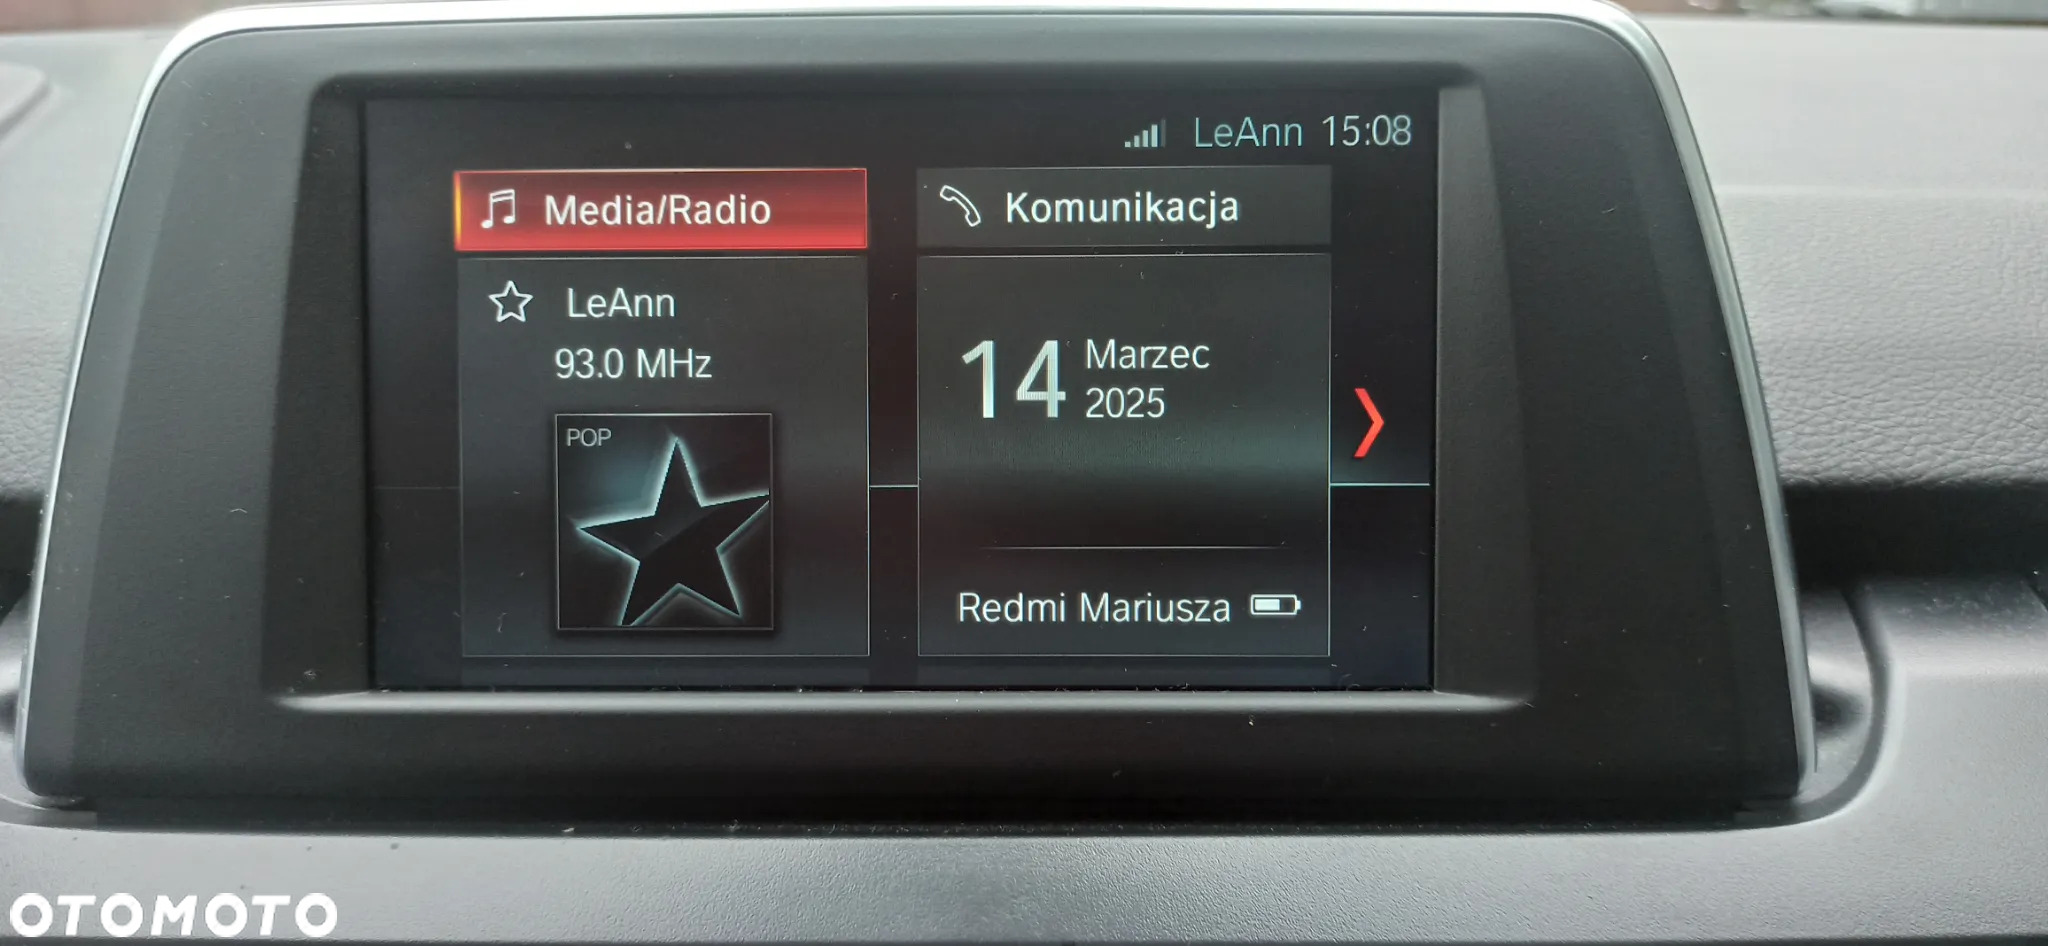 LeAnn 15:08
Media/Radio
LeAnn
93.0 MHz
POP
Komunikacja
14 Marzec
2025
Redmi Mariusza
OTOMOTO